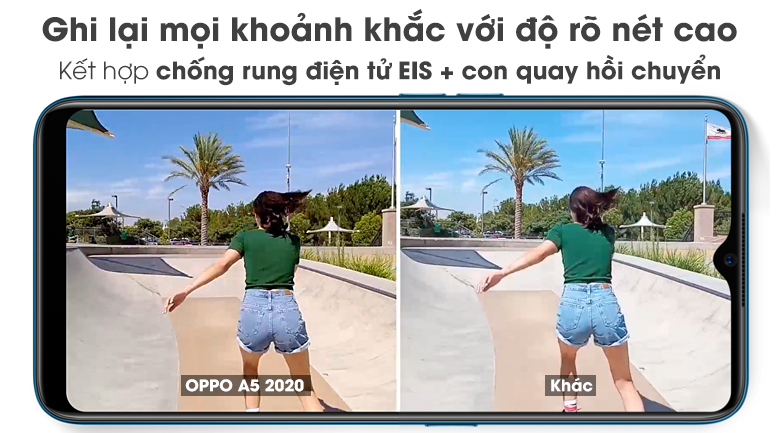 Ghi lại mọi khoảnh khắc với độ rõ nét cao
Kết hợp chống rung điện tử EIS + con quay hồi chuyển
OPPO A5 2020
Khác